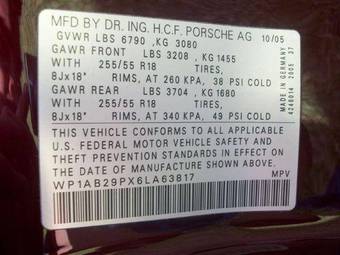 MFD BY DR. ING. H.C.F. PORSCHE AG 10/05
GVWR LBS 6790 ,KG 3080
GAWR FRONT LBS 3208 ,KG 1455
WITH 255/55 R18 TIRES,
8Jx18" RIMS, AT 260 KPA, 38 PSI COLD
GAWR REAR LBS 3704 ,KG 1680
WITH 255/55 R18 TIRES,
8Jx18" RIMS, AT 340 KPA, 49 PSI COLD
THIS VEHICLE CONFORMS TO ALL APPLICABLE
U.S. FEDERAL MOTOR VEHICLE SAFETY AND
THEFT PREVENTION STANDARDS IN EFFECT ON
THE DATE OF MANUFACTURE SHOWN ABOVE.
WP1AB29PX6LA63817 MPV
MADE IN GERMANY
4246014 2005 37